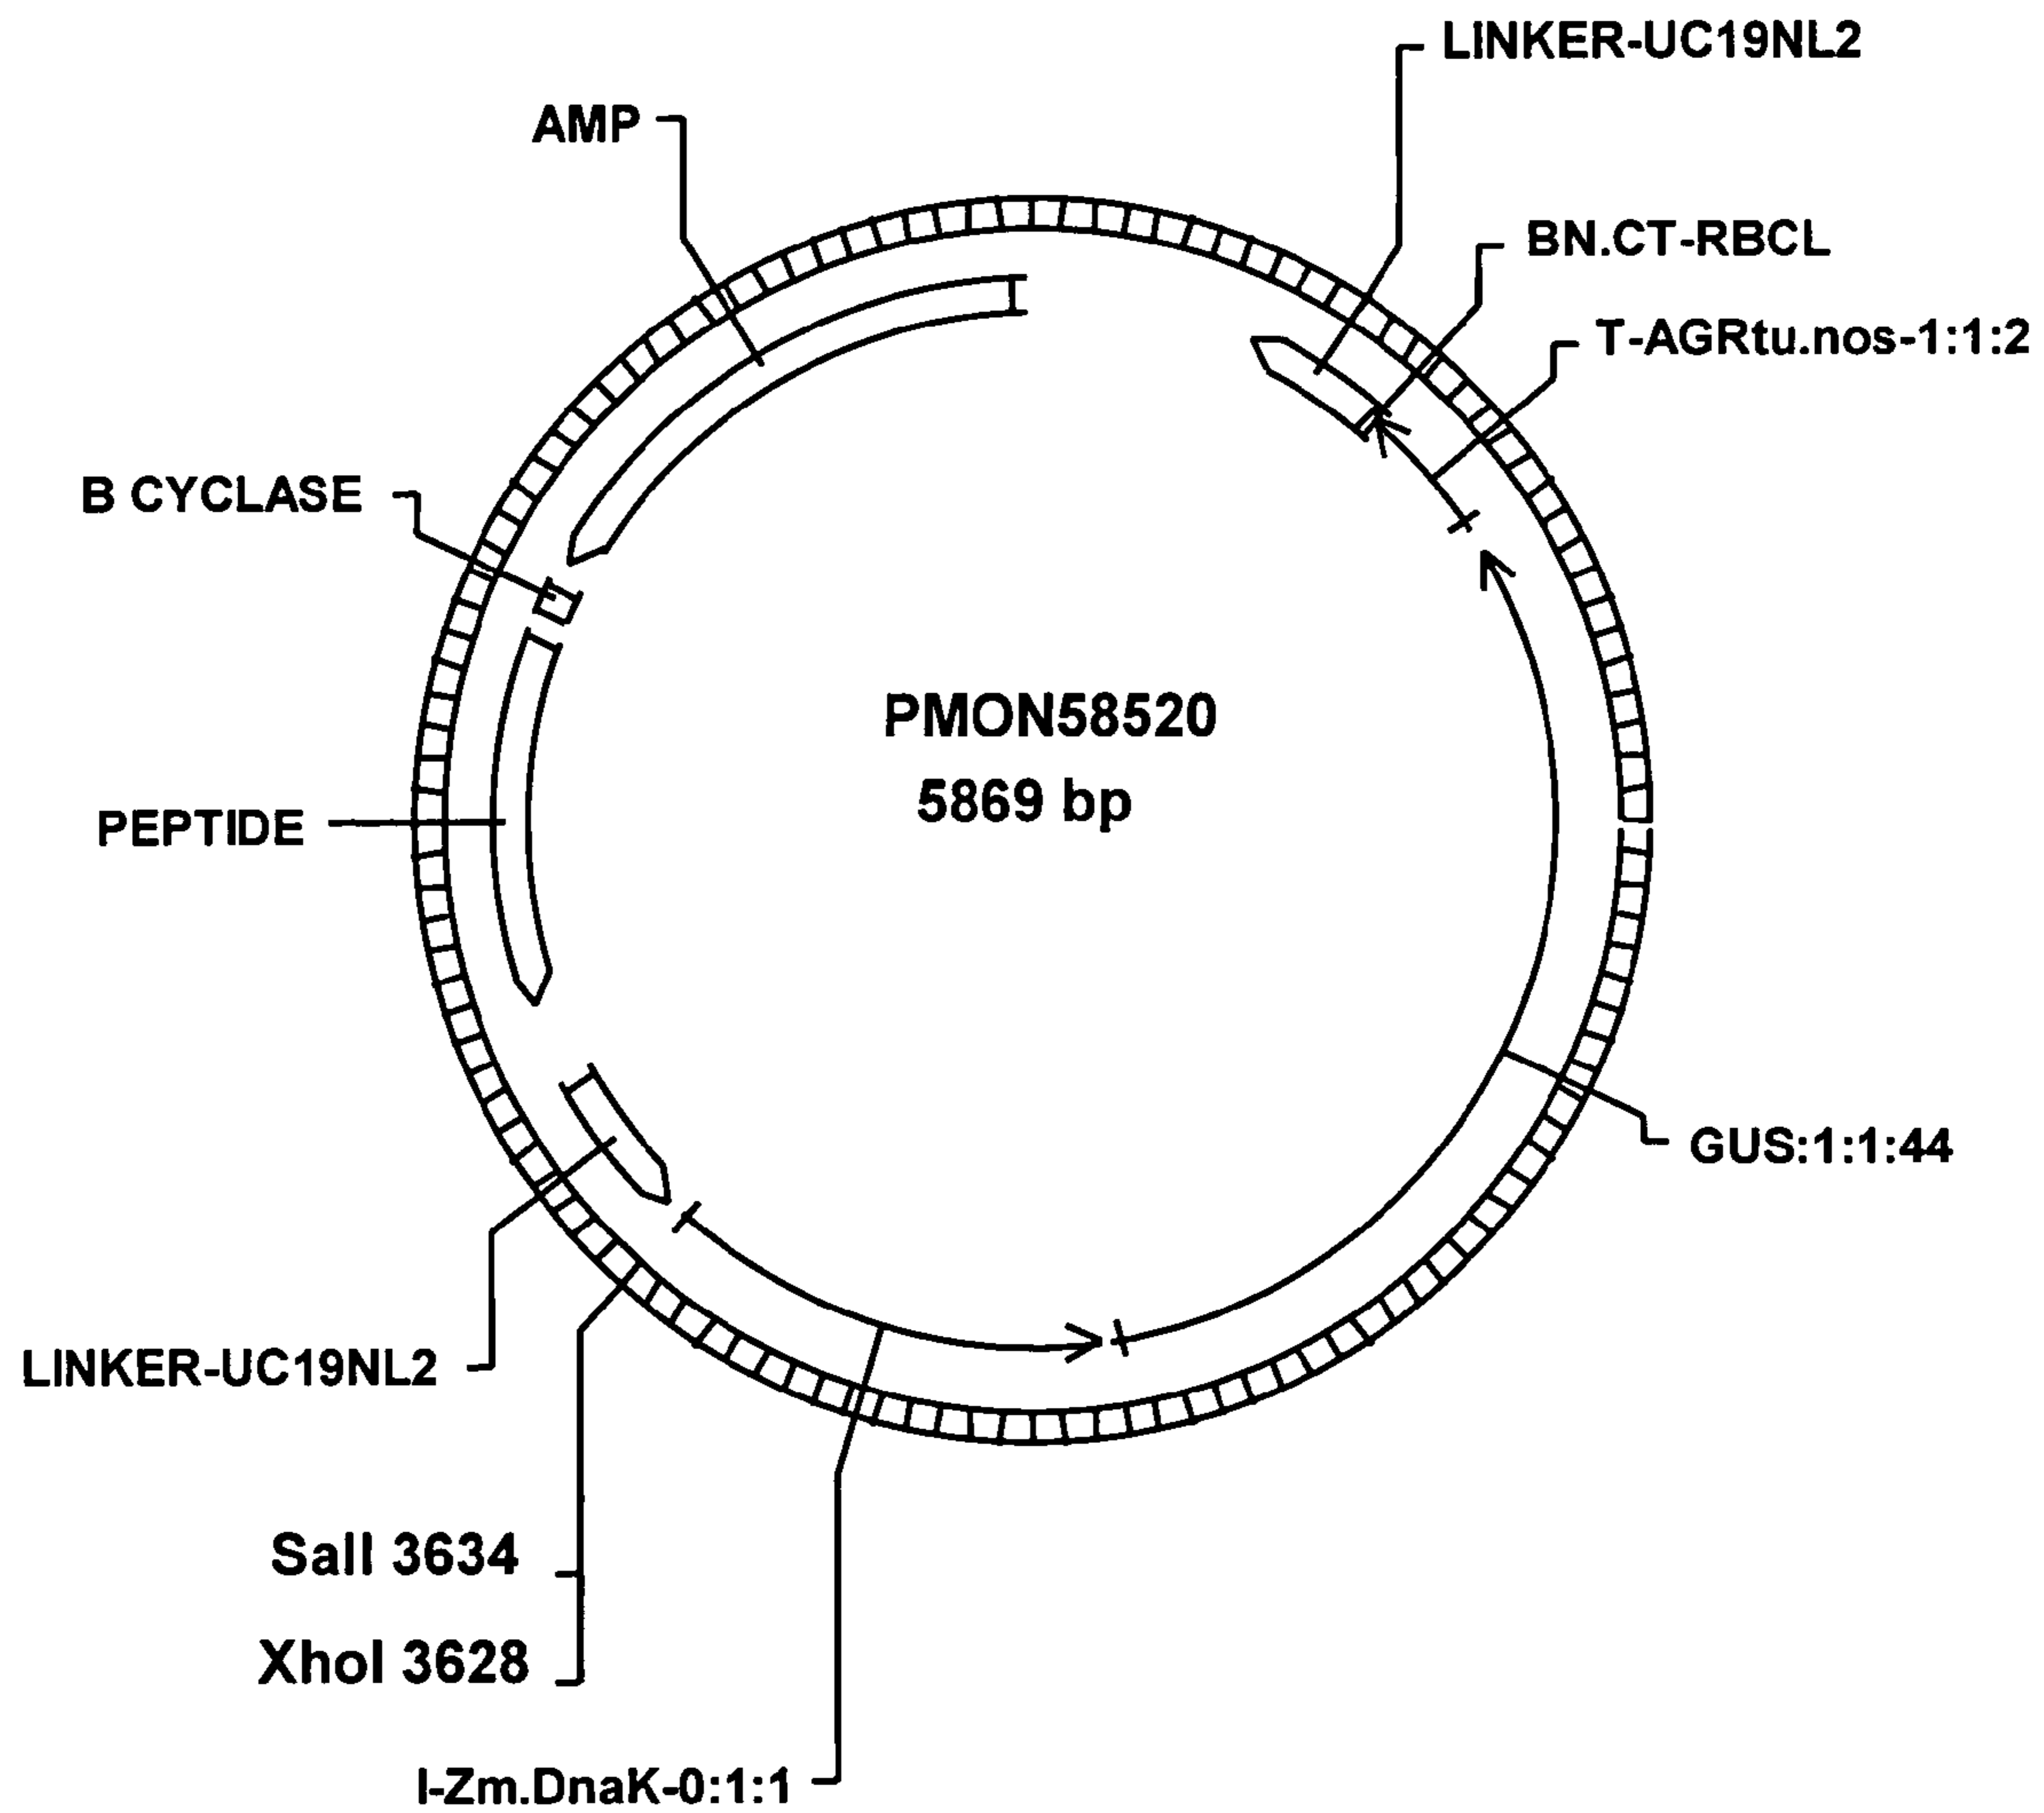 LINKER-UC19NL2
AMP
BN.CT-RBCL
T-AGRtu.nos-1:1:2
B CYCLASE
PMON58520
5869 bp
PEPTIDE
GUS:1:1:44
LINKER-UC19NL2
SalI 3634
XhoI 3628
I-Zm.DnaK-0:1:1